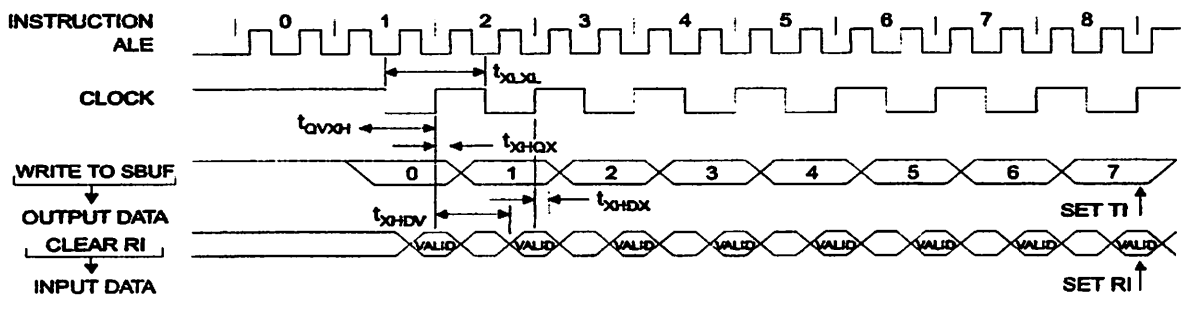 INSTRUCTION 0 1 2 3 4 5 6 7 8
ALE
tXLXL
CLOCK
tQVXH
tXHQX
WRITE TO SBUF 0 1 2 3 4 5 6 7
tXHDV tXHDX
OUTPUT DATA SET TI
CLEAR RI VALID VALID VALID VALID VALID VALID VALID VALID
INPUT DATA SET RI